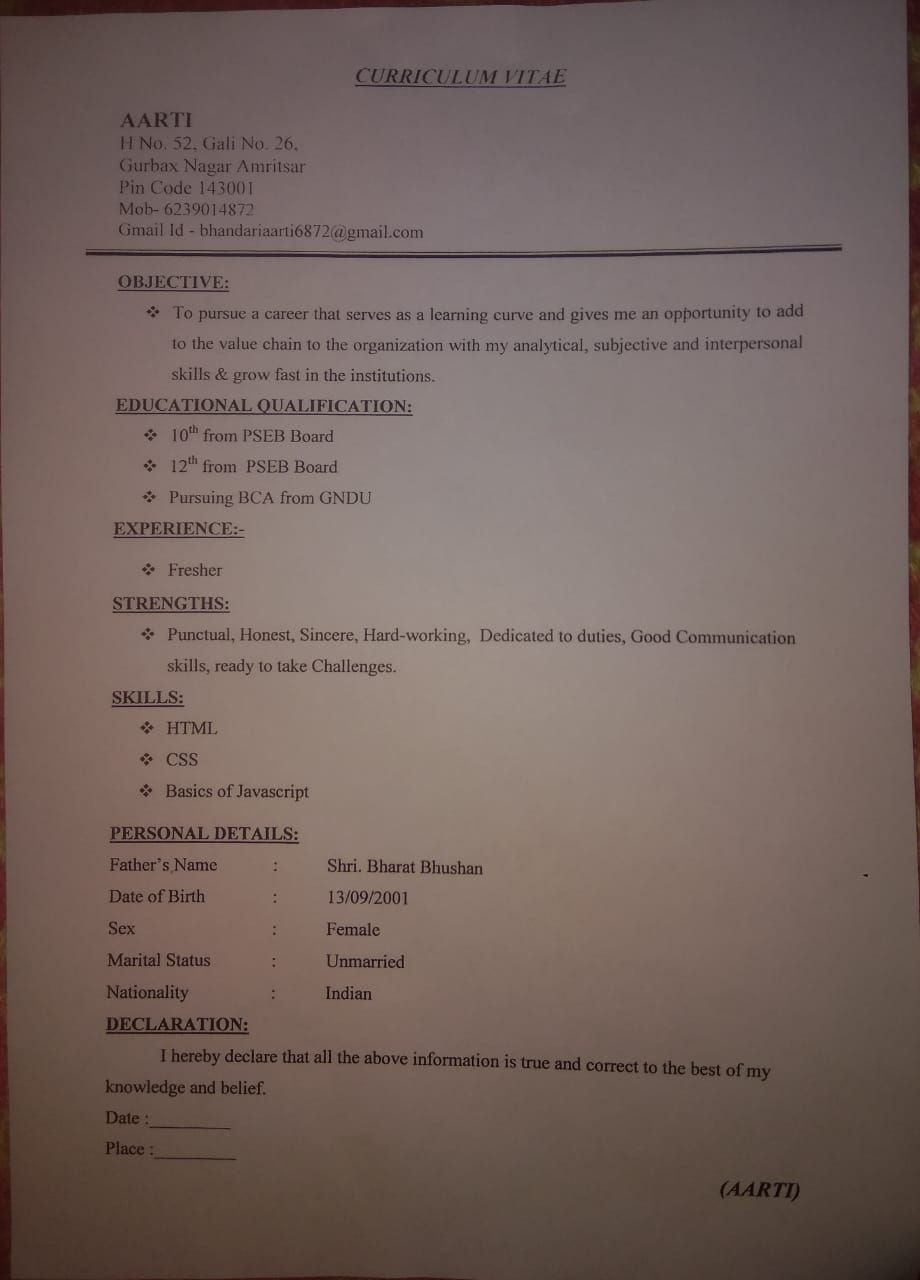 CURRICULUM VITAE
AARTI
H No. 52, Gali No. 26,
Gurbax Nagar Amritsar
Pin Code 143001
Mob- 6239014872
Gmail Id - bhandariaarti6872@gmail.com
OBJECTIVE:
❖ To pursue a career that serves as a learning curve and gives me an opportunity to add
to the value chain to the organization with my analytical, subjective and interpersonal
skills & grow fast in the institutions.
EDUCATIONAL QUALIFICATION:
❖ 10th from PSEB Board
❖ 12th from PSEB Board
❖ Pursuing BCA from GNDU
EXPERIENCE:-
❖ Fresher
STRENGTHS:
❖ Punctual, Honest, Sincere, Hard-working, Dedicated to duties, Good Communication
skills, ready to take Challenges.
SKILLS:
❖ HTML
❖ CSS
❖ Basics of Javascript
PERSONAL DETAILS:
Father's Name : Shri. Bharat Bhushan
Date of Birth : 13/09/2001
Sex : Female
Marital Status : Unmarried
Nationality : Indian
DECLARATION:
I hereby declare that all the above information is true and correct to the best of my
knowledge and belief.
Date :_________
Place :_________
(AARTI)